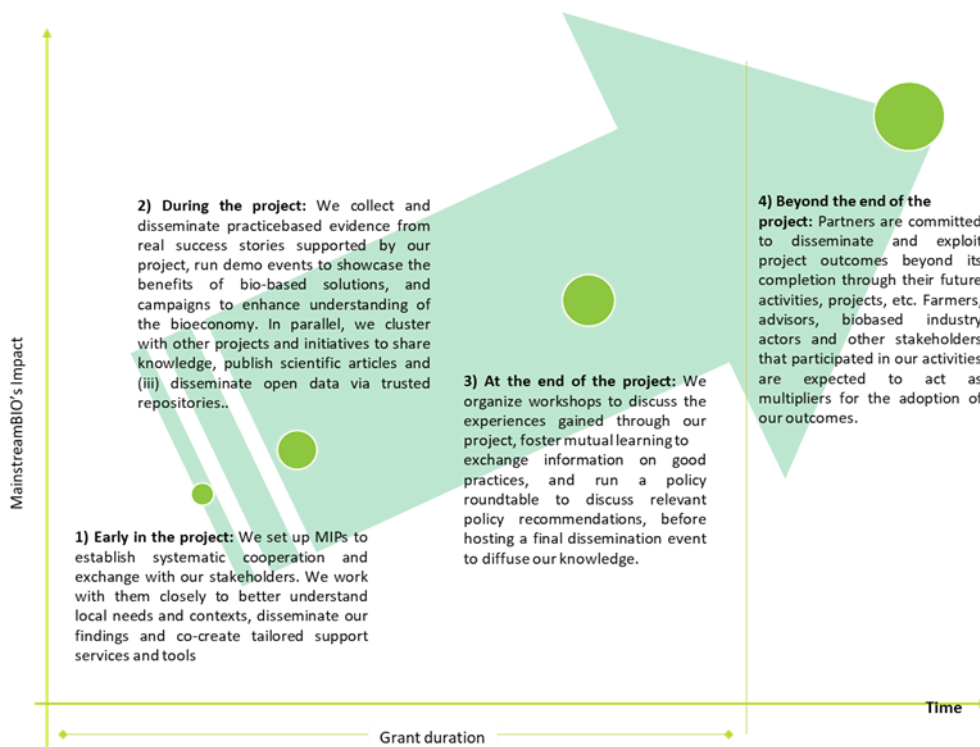 MainstreamBIO's Impact
2) During the project: We collect and
disseminate practicebased evidence from
real success stories supported by our
project, run demo events to showcase the
benefits of bio-based solutions, and
campaigns to enhance understanding of
the bioeconomy. In parallel, we cluster
with other projects and initiatives to share
knowledge, publish scientific articles and
(iii) disseminate open data via trusted
repositories..
4) Beyond the end of the
project: Partners are committed
to disseminate and exploit
project outcomes beyond its
completion through their future
activities, projects, etc. Farmers,
advisors, biobased industry
actors and other stakeholders
that participated in our activities
are expected to act as
multipliers for the adoption of
our outcomes.
3) At the end of the project: We
organize workshops to discuss the
experiences gained through our
project, foster mutual learning to
exchange information on good
practices, and run a policy
roundtable to discuss relevant
policy recommendations, before
hosting a final dissemination event
to diffuse our knowledge.
1) Early in the project: We set up MIPs to
establish systematic cooperation and
exchange with our stakeholders. We work
with them closely to better understand
local needs and contexts, disseminate our
findings and co-create tailored support
services and tools
Time
Grant duration